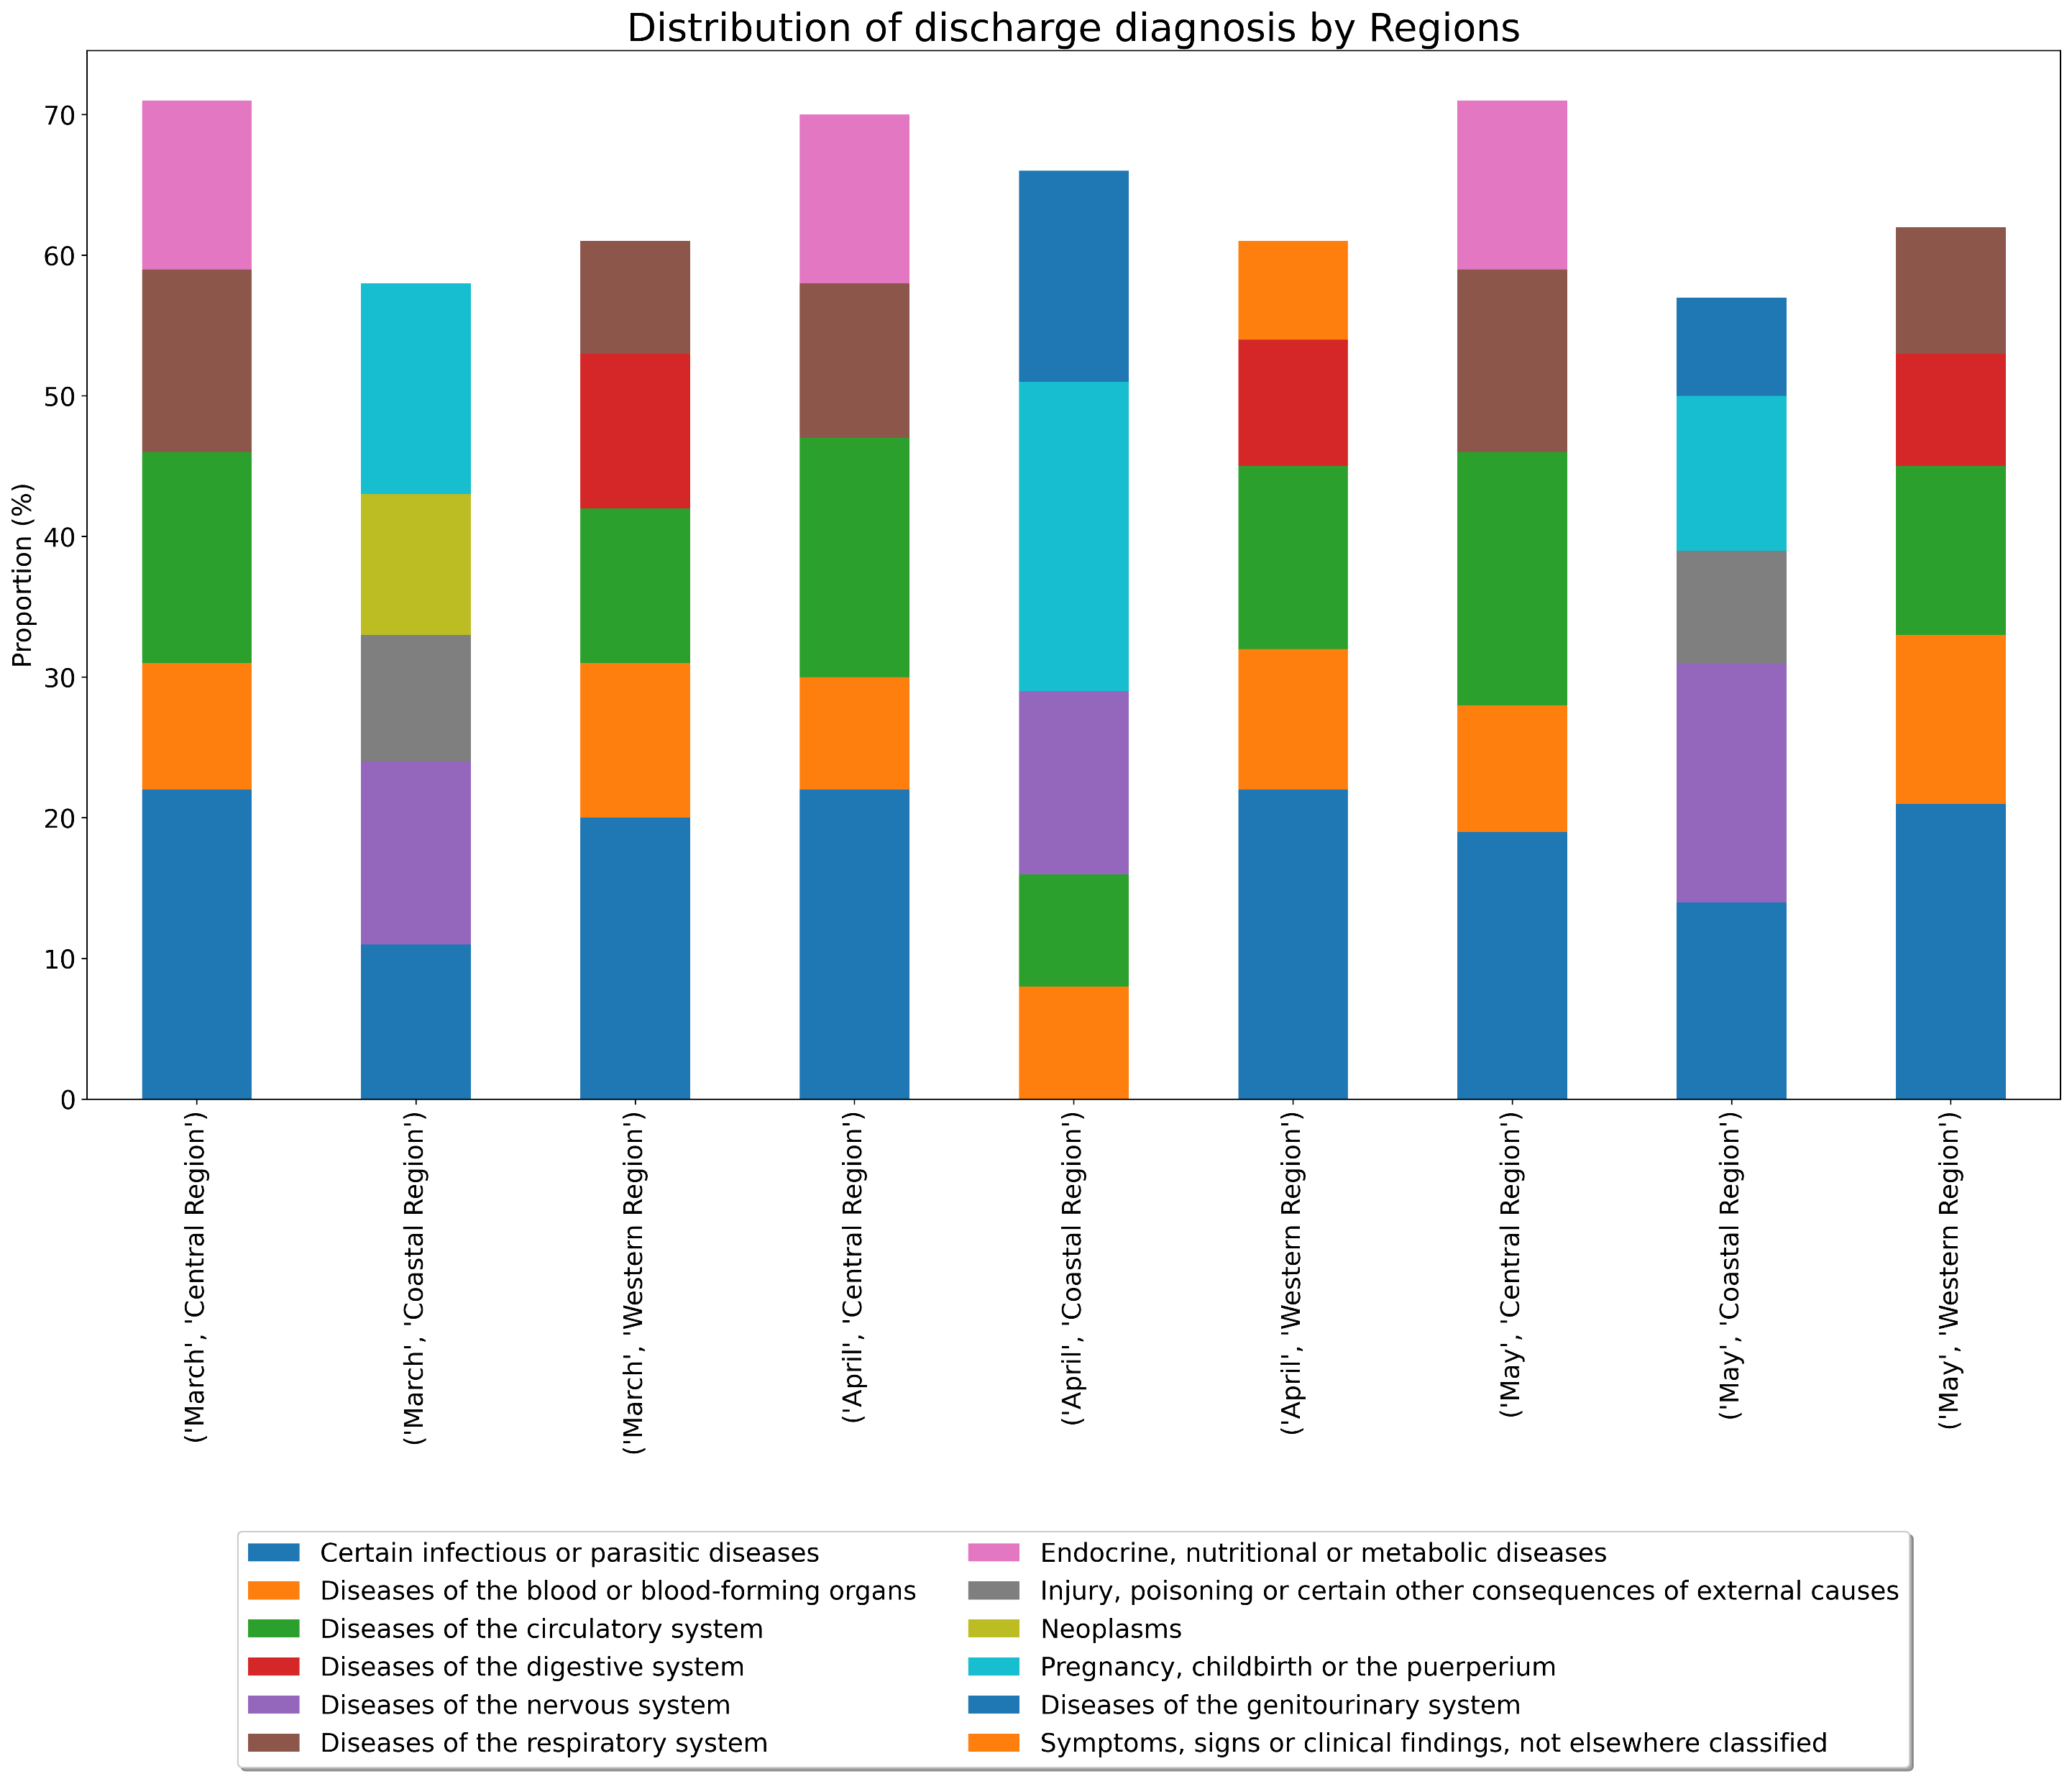 Distribution of discharge diagnosis by Regions
Proportion (%)
70
60
50
40
30
20
10
0
('March', 'Central Region')
('March', 'Coastal Region')
('March', 'Western Region')
('April', 'Central Region')
('April', 'Coastal Region')
('April', 'Western Region')
('May', 'Central Region')
('May', 'Coastal Region')
('May', 'Western Region')
Certain infectious or parasitic diseases
Diseases of the blood or blood-forming organs
Diseases of the circulatory system
Diseases of the digestive system
Diseases of the nervous system
Diseases of the respiratory system
Endocrine, nutritional or metabolic diseases
Injury, poisoning or certain other consequences of external causes
Neoplasms
Pregnancy, childbirth or the puerperium
Diseases of the genitourinary system
Symptoms, signs or clinical findings, not elsewhere classified